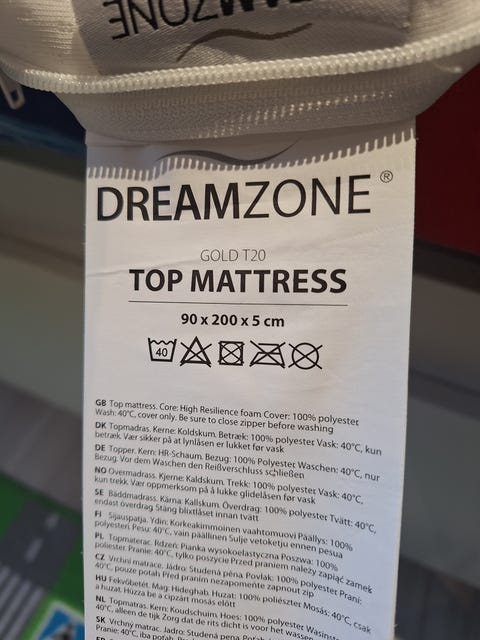 DREAMZONE
DREAMZONE ®
GOLD T20
TOP MATTRESS
90 x 200 x 5 cm
40
GB Top mattress. Core: High Resilience foam Cover: 100% polyester
Wash: 40°C, cover only. Be sure to close zipper before washing
DK Topmadras. Kerne: Koldskum. Betræk: 100% polyester Vask: 40°C, kun
betræk. Vær sikker på at lynlåsen er lukket før vask
DE Topper. Kern: HR-Schaum. Bezug: 100% Polyester Waschen: 40°C, nur
Bezug. Vor dem Waschen den Reißverschluss schließen
NO Overmadrass. Kjerne: Kaldskum. Trekk: 100% polyester Vask: 40°C,
kun trekk. Vær oppmerksom på å lukke glidelåsen før vask
SE Bäddmadrass. Kärna: Kallskum. Överdrag: 100% polyester Tvätt: 40°C,
endast överdrag Stäng blixtlåset innan tvätt
FI Sijauspatja. Ydin: Korkeakimmoinen vaahtomuovi Päällys: 100%
polyesteri. Pesu: 40°C, vain päällinen Sulje vetoketju ennen pesua
PL Topmaterac. Rdzeń: Pianka wysokoelastyczna Poszwa: 100%
poliester Pranie: 40°C, tylko poszycie Przed praniem należy zapiąć zamek
CZ Vrchní matrace. Jádro: Studená pěna Povlak: 100% polyester Praní:
40°C, pouze potah Před praním nezapomeňte zapnout zip
HU Fekvőbetét. Mag: Hideghab. Huzat: 100% poliészter Mosás: 40°C, csak
a huzat. Húzza be a cipzárt mosás előtt
NL Topmatras. Kern: Koudschuim. Hoes: 100% polyester Wasinstr.
40°C, alleen de tijk Zorg dat de rits dicht is voor het wassen
SK Vrchný matrac. Jadro: Studená pena. Poťah:
Pranie: 40°C, iba poťah.